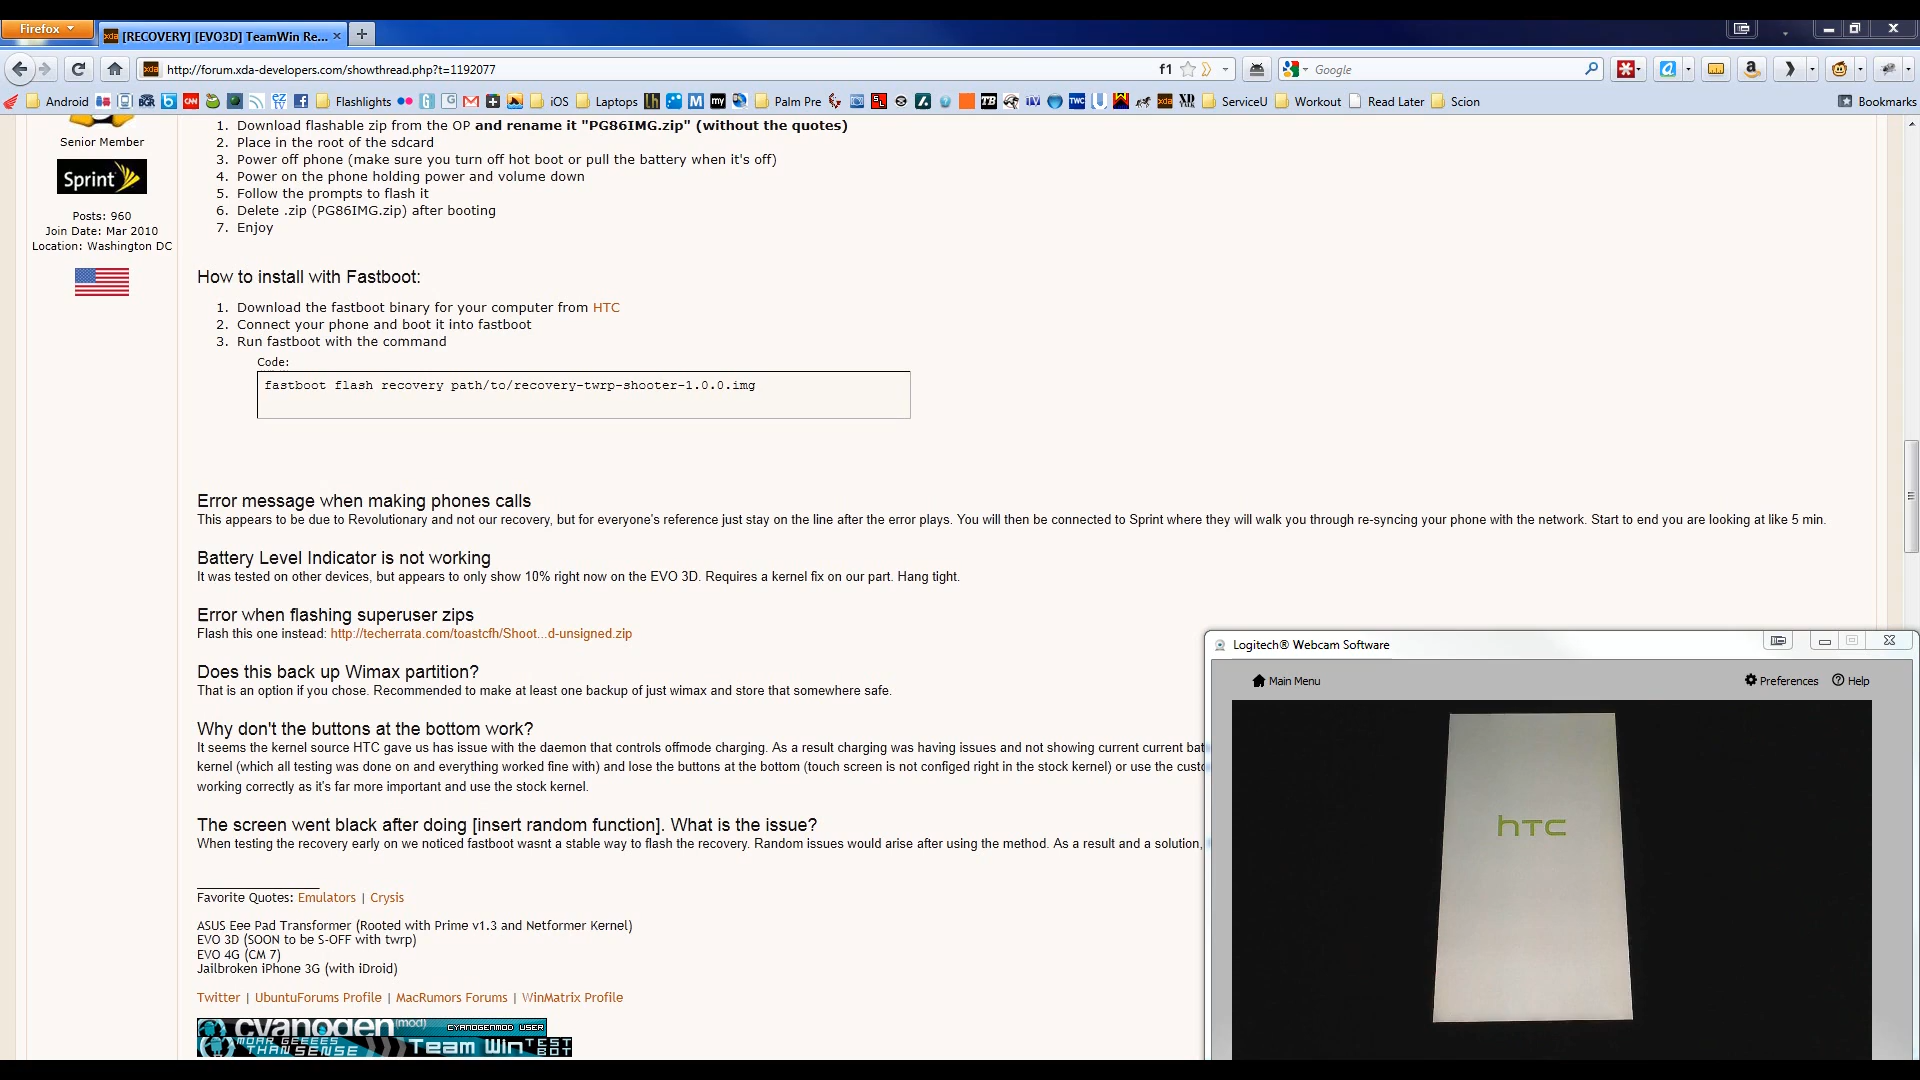 Firefox
[RECOVERY] [EVO3D] TeamWin Re...
http://forum.xda-developers.com/showthread.php?t=1192077
f1
Google
Android
BGR
CNN
Flashlights
iOS
Laptops
lh
M
my
Palm Pre
TB
TWC
xda
ServiceU
Workout
Read Later
Scion
Bookmarks
Senior Member
Sprint
Posts: 960
Join Date: Mar 2010
Location: Washington DC
1. Download flashable zip from the OP and rename it "PG86IMG.zip" (without the quotes)
2. Place in the root of the sdcard
3. Power off phone (make sure you turn off hot boot or pull the battery when it's off)
4. Power on the phone holding power and volume down
5. Follow the prompts to flash it
6. Delete .zip (PG86IMG.zip) after booting
7. Enjoy
How to install with Fastboot:
1. Download the fastboot binary for your computer from HTC
2. Connect your phone and boot it into fastboot
3. Run fastboot with the command
Code:
fastboot flash recovery path/to/recovery-twrp-shooter-1.0.0.img
Error message when making phones calls
This appears to be due to Revolutionary and not our recovery, but for everyone's reference just stay on the line after the error plays. You will then be connected to Sprint where they will walk you through re-syncing your phone with the network. Start to end you are looking at like 5 min.
Battery Level Indicator is not working
It was tested on other devices, but appears to only show 10% right now on the EVO 3D. Requires a kernel fix on our part. Hang tight.
Error when flashing superuser zips
Flash this one instead: http://techerrata.com/toastcfh/Shoot...d-unsigned.zip
Does this back up Wimax partition?
That is an option if you chose. Recommended to make at least one backup of just wimax and store that somewhere safe.
Why don't the buttons at the bottom work?
It seems the kernel source HTC gave us has issue with the daemon that controls offmode charging. As a result charging was having issues and not showing current current bat
kernel (which all testing was done on and everything worked fine with) and lose the buttons at the bottom (touch screen is not configed right in the stock kernel) or use the custo
working correctly as it's far more important and use the stock kernel.
The screen went black after doing [insert random function]. What is the issue?
When testing the recovery early on we noticed fastboot wasnt a stable way to flash the recovery. Random issues would arise after using the method. As a result and a solution,
Favorite Quotes: Emulators | Crysis
ASUS Eee Pad Transformer (Rooted with Prime v1.3 and Netformer Kernel)
EVO 3D (SOON to be S-OFF with twrp)
EVO 4G (CM 7)
Jailbroken iPhone 3G (with iDroid)
Twitter | UbuntuForums Profile | MacRumors Forums | WinMatrix Profile
cyanogen(mod) CYANOGENMOD USER
MOAR GEEEES THAN SENSE Team Win TEST BOT
Logitech® Webcam Software
Main Menu
Preferences
Help
hTC